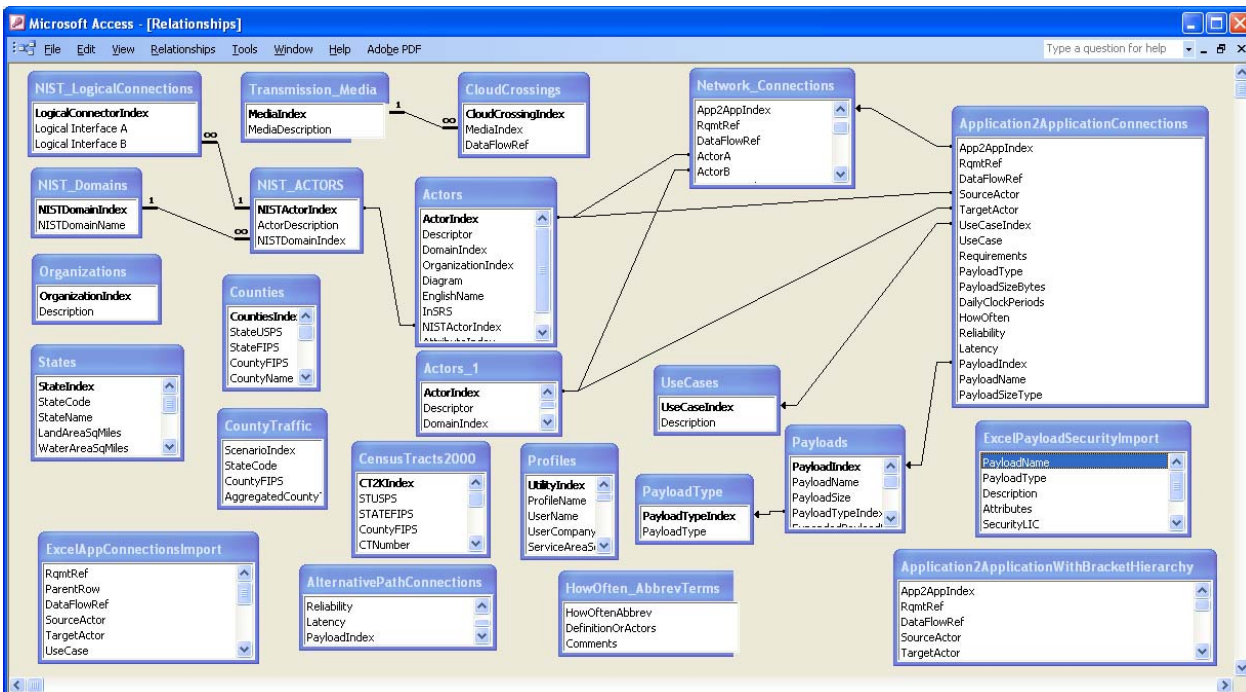 Microsoft Access - [Relationships]
File Edit View Relationships Tools Window Help Adobe PDF
Type a question for help
NIST_LogicalConnections
LogicalConnectorIndex
Logical Interface A
Logical Interface B
Transmission_Media
MediaIndex
MediaDescription
CloudCrossings
CloudCrossingIndex
MediaIndex
DataFlowRef
Network_Connections
App2AppIndex
RqmtRef
DataFlowRef
ActorA
ActorB
Application2ApplicationConnections
App2AppIndex
RqmtRef
DataFlowRef
SourceActor
TargetActor
UseCaseIndex
UseCase
Requirements
PayloadType
PayloadSizeBytes
DailyClockPeriods
HowOften
Reliability
Latency
PayloadIndex
PayloadName
PayloadSizeType
1
∞
∞
1
1
∞
NIST_Domains
NISTDomainIndex
NISTDomainName
NIST_ACTORS
NISTActorIndex
ActorDescription
NISTDomainIndex
Actors
ActorIndex
Descriptor
DomainIndex
OrganizationIndex
Diagram
EnglishName
InSRS
NISTActorIndex
Organizations
OrganizationIndex
Description
Counties
CountiesInde
StateUSPS
StateFIPS
CountyFIPS
CountyName
States
StateIndex
StateCode
StateName
LandAreaSqMiles
WaterAreaSqMiles
Actors_1
ActorIndex
Descriptor
DomainIndex
UseCases
UseCaseIndex
Description
CountyTraffic
ScenarioIndex
StateCode
CountyFIPS
AggregatedCounty
CensusTracts2000
CT2KIndex
STUSPS
STATEFIPS
CountyFIPS
CTNumber
Profiles
UtilityIndex
ProfileName
UserName
UserCompany
ServiceAreaS
PayloadType
PayloadTypeIndex
PayloadType
Payloads
PayloadIndex
PayloadName
PayloadSize
PayloadTypeIndex
ExcelPayloadSecurityImport
PayloadName
PayloadType
Description
Attributes
SecurityLIC
ExcelAppConnectionsImport
RqmtRef
ParentRow
DataFlowRef
SourceActor
TargetActor
UseCase
AlternativePathConnections
Reliability
Latency
PayloadIndex
HowOften_AbbrevTerms
HowOftenAbbrev
DefinitionOrActors
Comments
Application2ApplicationWithBracketHierarchy
App2AppIndex
RqmtRef
DataFlowRef
SourceActor
TargetActor